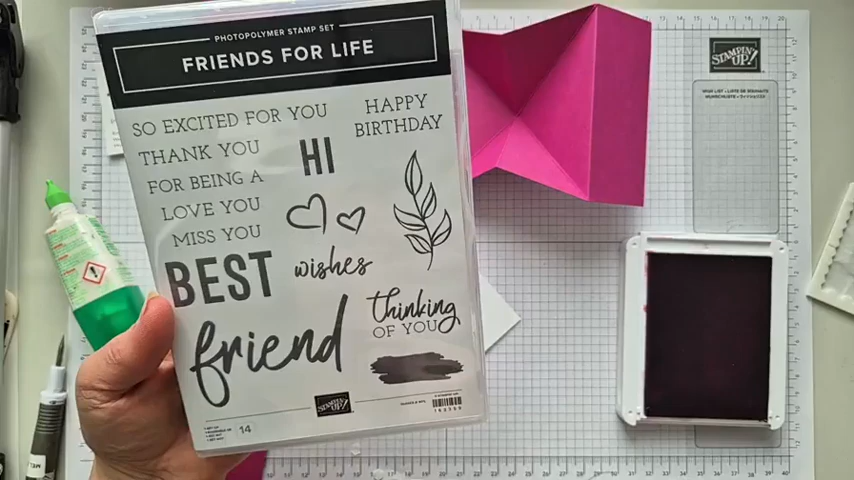 PHOTOPOLYMER STAMP SET
FRIENDS FOR LIFE
SO EXCITED FOR YOU
HAPPY
BIRTHDAY
THANK YOU
HI
FOR BEING A
LOVE YOU
MISS YOU
BEST
wishes
friend
thinking
OF YOU
STAMPIN' UP!
14
STAMPIN' UP!